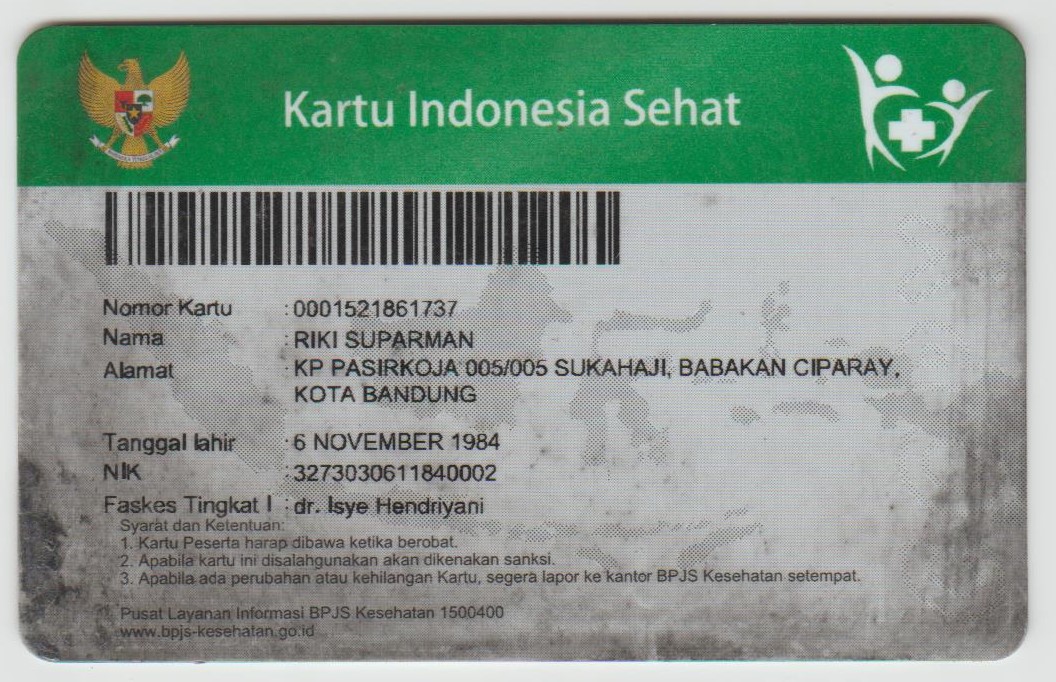 Kartu Indonesia Sehat
Nomor Kartu : 0001521861737
Nama : RIKI SUPARMAN
Alamat : KP PASIRKOJA 005/005 SUKAHAJI, BABAKAN CIPARAY,
KOTA BANDUNG
Tanggal lahir : 6 NOVEMBER 1984
NIK : 3273030611840002
Faskes Tingkat I : dr. Isye Hendriyani
Syarat dan Ketentuan:
1. Kartu Peserta harap dibawa ketika berobat.
2. Apabila kartu ini disalahgunakan akan dikenakan sanksi.
3. Apabila ada perubahan atau kehilangan Kartu, segera lapor ke kantor BPJS Kesehatan setempat.
Pusat Layanan Informasi BPJS Kesehatan 1500400
www.bpjs-kesehatan.go.id